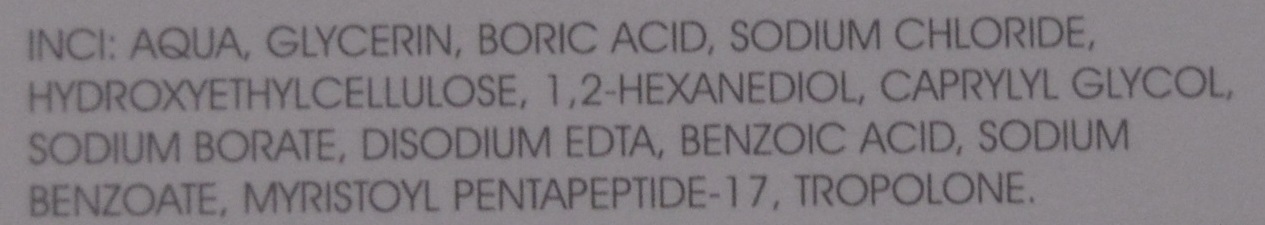 INCI: AQUA, GLYCERIN, BORIC ACID, SODIUM CHLORIDE,
HYDROXYETHYLCELLULOSE, 1,2-HEXANEDIOL, CAPRYLYL GLYCOL,
SODIUM BORATE, DISODIUM EDTA, BENZOIC ACID, SODIUM
BENZOATE, MYRISTOYL PENTAPEPTIDE-17, TROPOLONE.